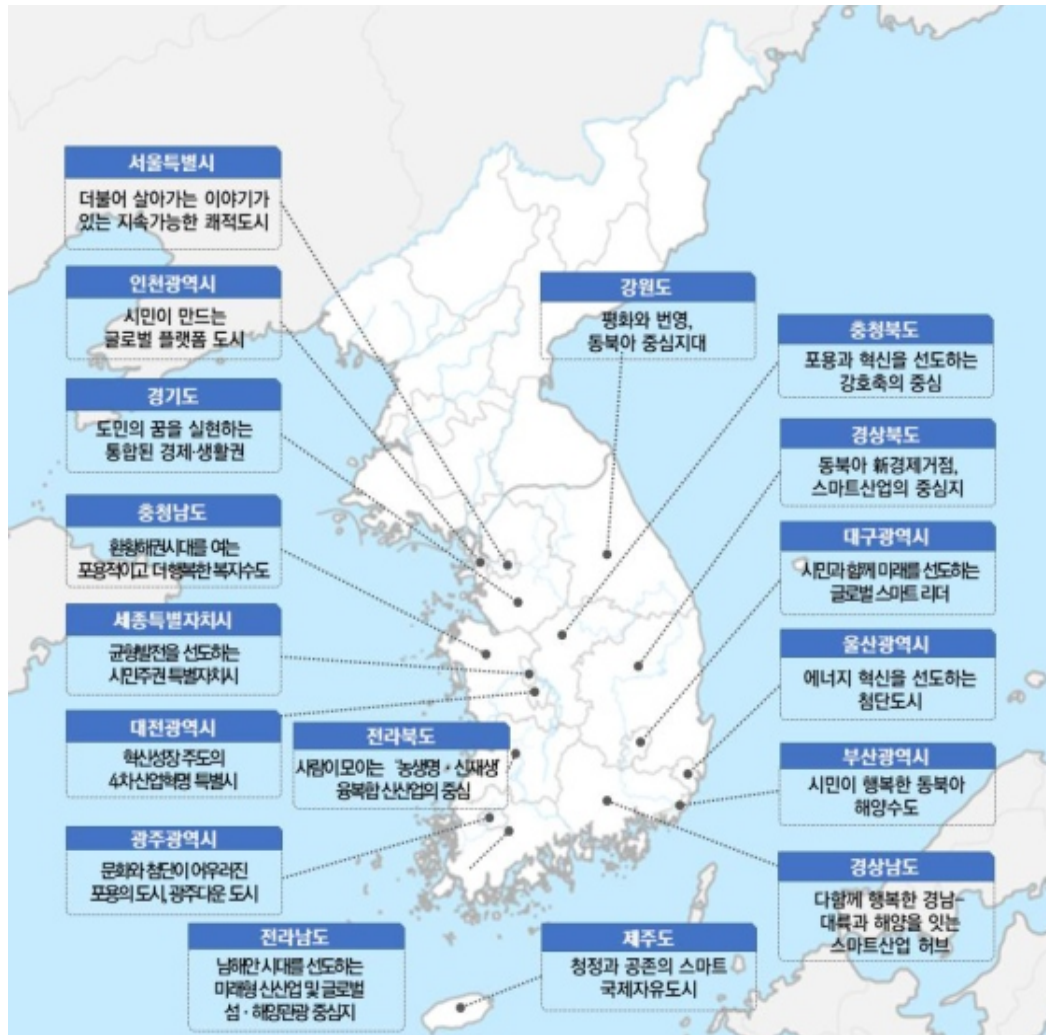 서울특별시
더불어 살아가는 이야기가
있는 지속가능한 쾌적도시
인천광역시
시민이 만드는
글로벌 플랫폼 도시
경기도
도민의 꿈을 실현하는
통합된 경제·생활권
충청남도
환황해권시대를 여는
포용적이고 더 행복한 복지수도
세종특별자치시
균형발전을 선도하는
시민주권 특별자치시
대전광역시
혁신성장 주도의
4차산업혁명 특별시
전라북도
사람이 모이는 '농생명·신재생'
융복합 신산업의 중심
광주광역시
문화와 첨단이 어우러진
포용의 도시, 광주다운 도시
전라남도
남해안 시대를 선도하는
미래형 신산업 및 글로벌
섬·해양관광 중심지
제주도
청정과 공존의 스마트
국제자유도시
강원도
평화와 번영,
동북아 중심지대
충청북도
포용과 혁신을 선도하는
강호축의 중심
경상북도
동북아 新경제거점,
스마트산업의 중심지
대구광역시
시민과 함께 미래를 선도하는
글로벌 스마트 리더
울산광역시
에너지 혁신을 선도하는
첨단도시
부산광역시
시민이 행복한 동북아
해양수도
경상남도
다함께 행복한 경남-
대륙과 해양을 잇는
스마트산업 허브